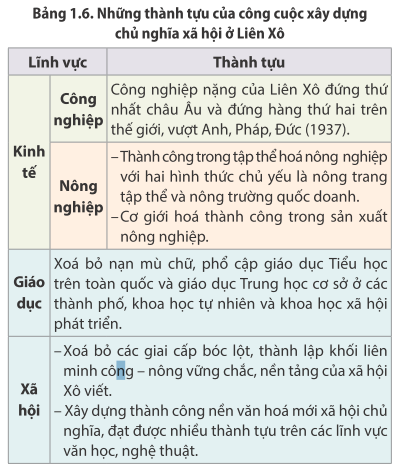 Bảng 1.6. Những thành tựu của công cuộc xây dựng
chủ nghĩa xã hội ở Liên Xô
Lĩnh vực
Thành tựu
Kinh
tế
Công
nghiệp
Công nghiệp nặng của Liên Xô đứng thứ
nhất châu Âu và đứng hàng thứ hai trên
thế giới, vượt Anh, Pháp, Đức (1937).
Nông
nghiệp
– Thành công trong tập thể hoá nông nghiệp
với hai hình thức chủ yếu là nông trang
tập thể và nông trường quốc doanh.
– Cơ giới hoá thành công trong sản xuất
nông nghiệp.
Giáo
dục
Xoá bỏ nạn mù chữ, phổ cập giáo dục Tiểu học
trên toàn quốc và giáo dục Trung học cơ sở ở các
thành phố, khoa học tự nhiên và khoa học xã hội
phát triển.
Xã
hội
– Xoá bỏ các giai cấp bóc lột, thành lập khối liên
minh công – nông vững chắc, nền tảng của xã hội
Xô viết.
– Xây dựng thành công nền văn hoá mới xã hội chủ
nghĩa, đạt được nhiều thành tựu trên các lĩnh vực
văn học, nghệ thuật.